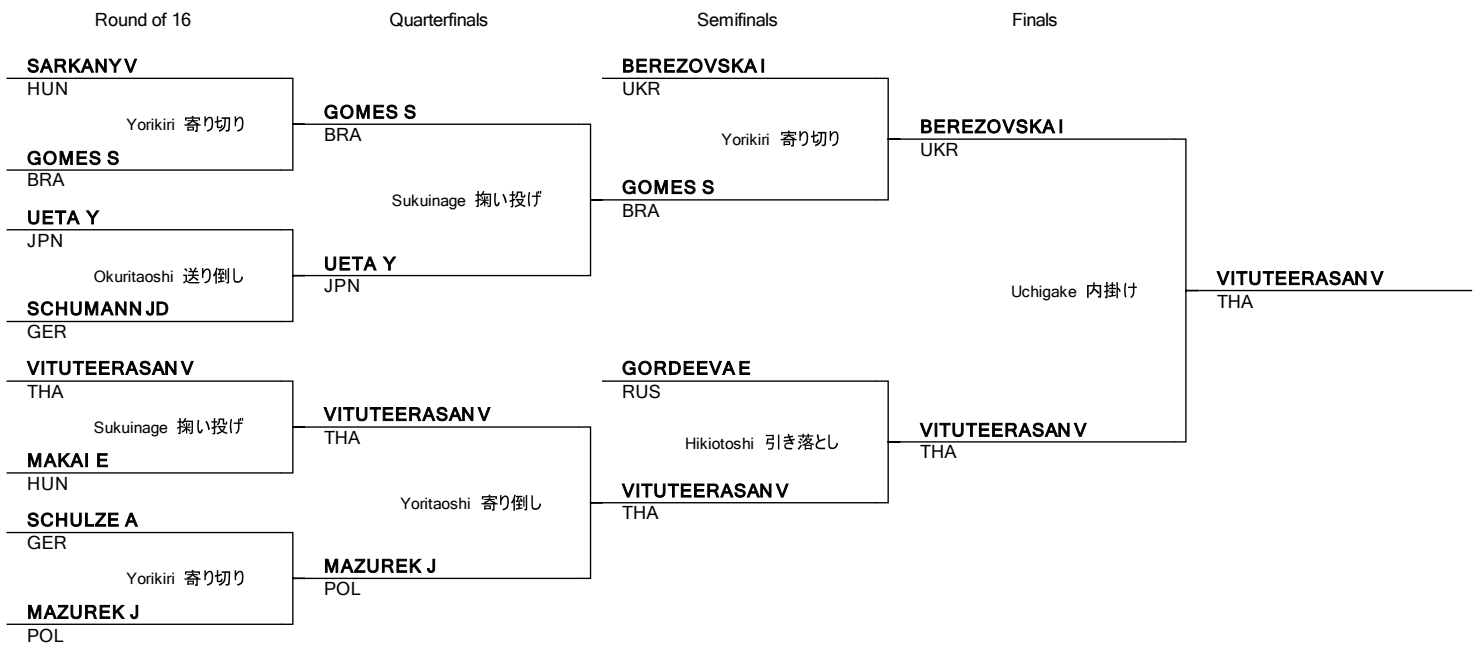 Round of 16
Quarterfinals
Semifinals
Finals
SARKANY V
HUN
Yorikiri 寄り切り
GOMES S
BRA
UETA Y
JPN
Okuritaoshi 送り倒し
SCHUMANN JD
GER
VITUTEERASAN V
THA
Sukuinage 掬い投げ
MAKAI E
HUN
SCHULZE A
GER
Yorikiri 寄り切り
MAZUREK J
POL
GOMES S
BRA
Sukuinage 掬い投げ
UETA Y
JPN
VITUTEERASAN V
THA
Yoritaoshi 寄り倒し
MAZUREK J
POL
BEREZOVSKA I
UKR
Yorikiri 寄り切り
GOMES S
BRA
GORDEEVA E
RUS
Hikiotoshi 引き落とし
VITUTEERASAN V
THA
BEREZOVSKA I
UKR
Uchigake 内掛け
VITUTEERASAN V
THA
VITUTEERASAN V
THA